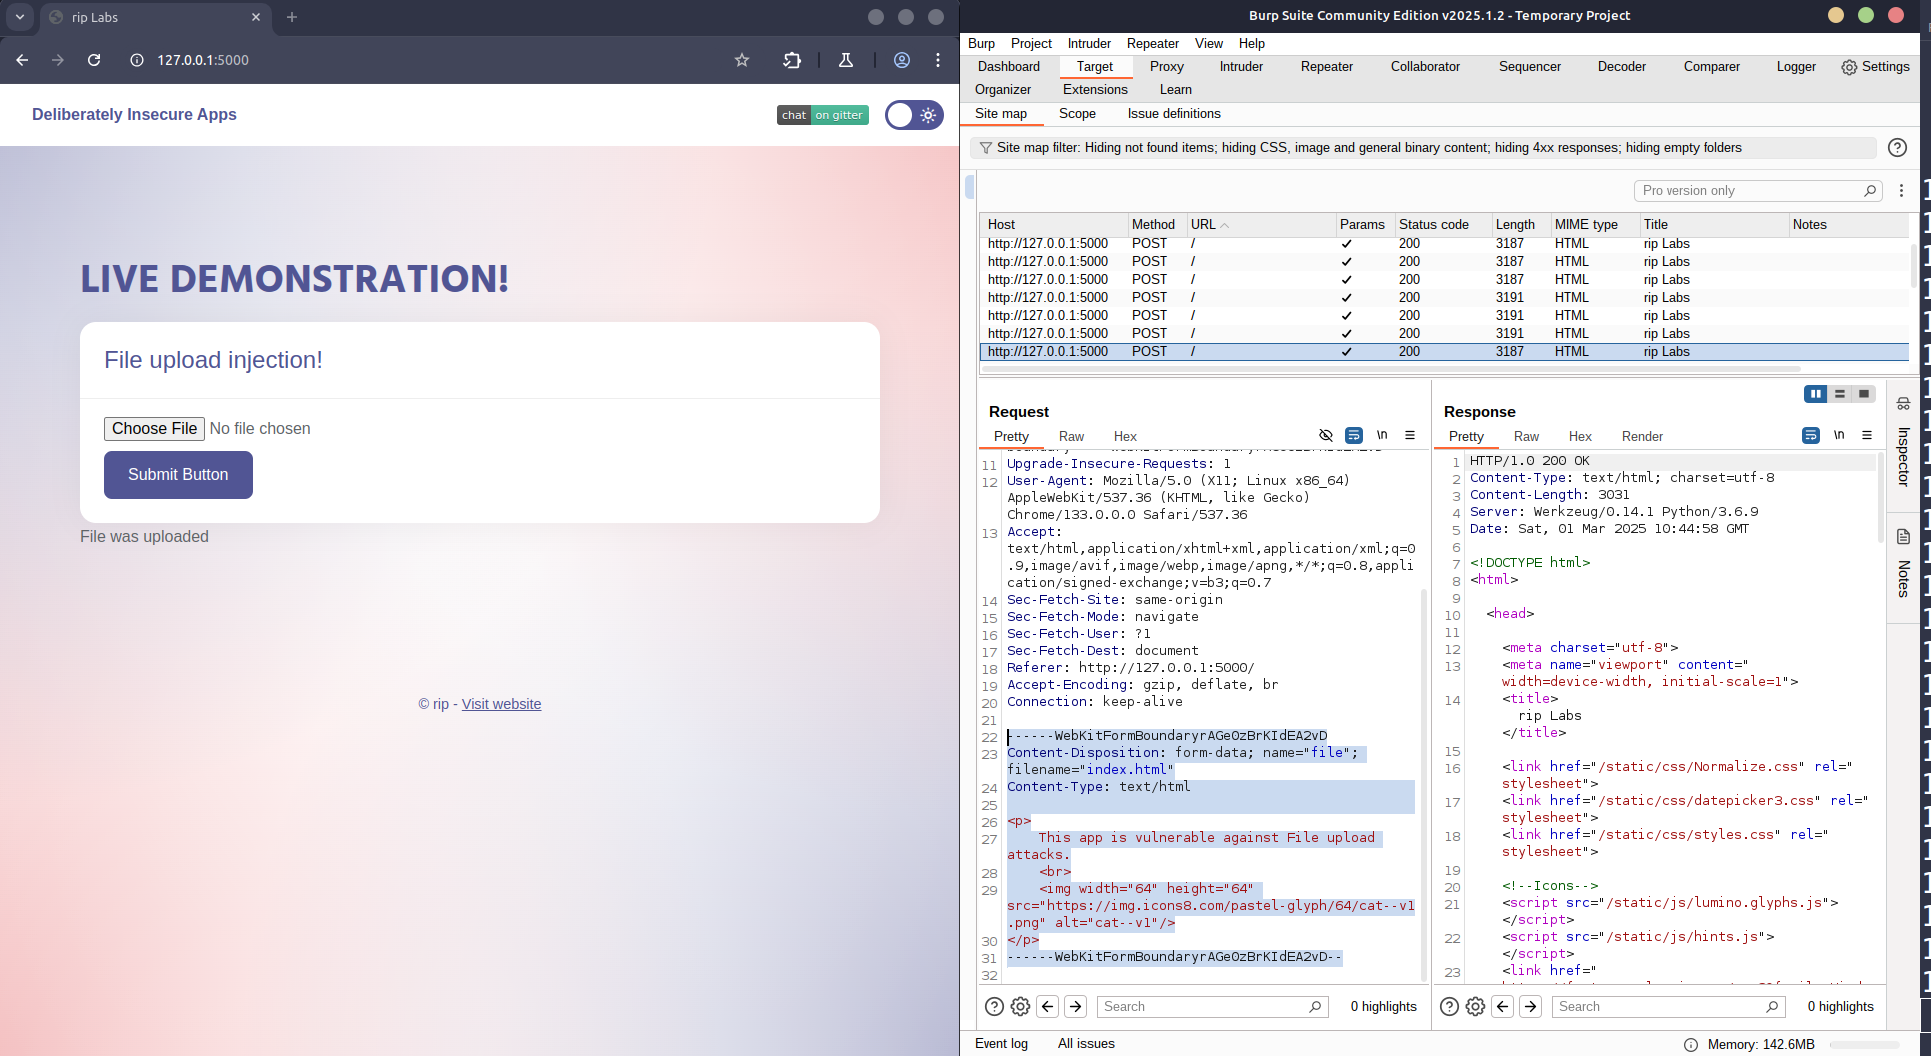 rip Labs
127.0.0.1:5000
Deliberately Insecure Apps
chat on gitter
LIVE DEMONSTRATION!
File upload injection!
Choose File No file chosen
Submit Button
File was uploaded
© rip - Visit website
Burp Suite Community Edition v2025.1.2 - Temporary Project
Burp Project Intruder Repeater View Help
Dashboard Target Proxy Intruder Repeater Collaborator Sequencer Decoder Comparer Logger Settings
Organizer Extensions Learn
Site map Scope Issue definitions
Site map filter: Hiding not found items; hiding CSS, image and general binary content; hiding 4xx responses; hiding empty folders
Pro version only
Host Method URL Params Status code Length MIME type Title Notes
http://127.0.0.1:5000 POST / ✓ 200 3187 HTML rip Labs
http://127.0.0.1:5000 POST / ✓ 200 3187 HTML rip Labs
http://127.0.0.1:5000 POST / ✓ 200 3187 HTML rip Labs
http://127.0.0.1:5000 POST / ✓ 200 3191 HTML rip Labs
http://127.0.0.1:5000 POST / ✓ 200 3191 HTML rip Labs
http://127.0.0.1:5000 POST / ✓ 200 3191 HTML rip Labs
http://127.0.0.1:5000 POST / ✓ 200 3187 HTML rip Labs
Request
Pretty Raw Hex \n
11 Upgrade-Insecure-Requests: 1
12 User-Agent: Mozilla/5.0 (X11; Linux x86_64)
AppleWebKit/537.36 (KHTML, like Gecko)
Chrome/133.0.0.0 Safari/537.36
13 Accept:
text/html,application/xhtml+xml,application/xml;q=0
.9,image/avif,image/webp,image/apng,*/*;q=0.8,appli
cation/signed-exchange;v=b3;q=0.7
14 Sec-Fetch-Site: same-origin
15 Sec-Fetch-Mode: navigate
16 Sec-Fetch-User: ?1
17 Sec-Fetch-Dest: document
18 Referer: http://127.0.0.1:5000/
19 Accept-Encoding: gzip, deflate, br
20 Connection: keep-alive
21
22 ------WebKitFormBoundaryrAGeOzBrKIdEA2vD
23 Content-Disposition: form-data; name="file";
filename="index.html"
24 Content-Type: text/html
25
26 <p>
27 This app is vulnerable against File upload
attacks.
28 <br>
29 <img width="64" height="64"
src="https://img.icons8.com/pastel-glyph/64/cat--v1
.png" alt="cat--v1"/>
30 </p>
31 ------WebKitFormBoundaryrAGeOzBrKIdEA2vD--
32
Search
0 highlights
Response
Pretty Raw Hex Render \n
1 HTTP/1.0 200 OK
2 Content-Type: text/html; charset=utf-8
3 Content-Length: 3031
4 Server: Werkzeug/0.14.1 Python/3.6.9
5 Date: Sat, 01 Mar 2025 10:44:58 GMT
6
7 <!DOCTYPE html>
8 <html>
9
10 <head>
11
12 <meta charset="utf-8">
13 <meta name="viewport" content="
width=device-width, initial-scale=1">
14 <title>
rip Labs
</title>
15
16 <link href="/static/css/Normalize.css" rel="
stylesheet">
17 <link href="/static/css/datepicker3.css" rel="
stylesheet">
18 <link href="/static/css/styles.css" rel="
stylesheet">
19
20 <!--Icons-->
21 <script src="/static/js/lumino.glyphs.js">
</script>
22 <script src="/static/js/hints.js">
</script>
23 <link href="
Search
0 highlights
Inspector
Notes
Event log All issues
Memory: 142.6MB